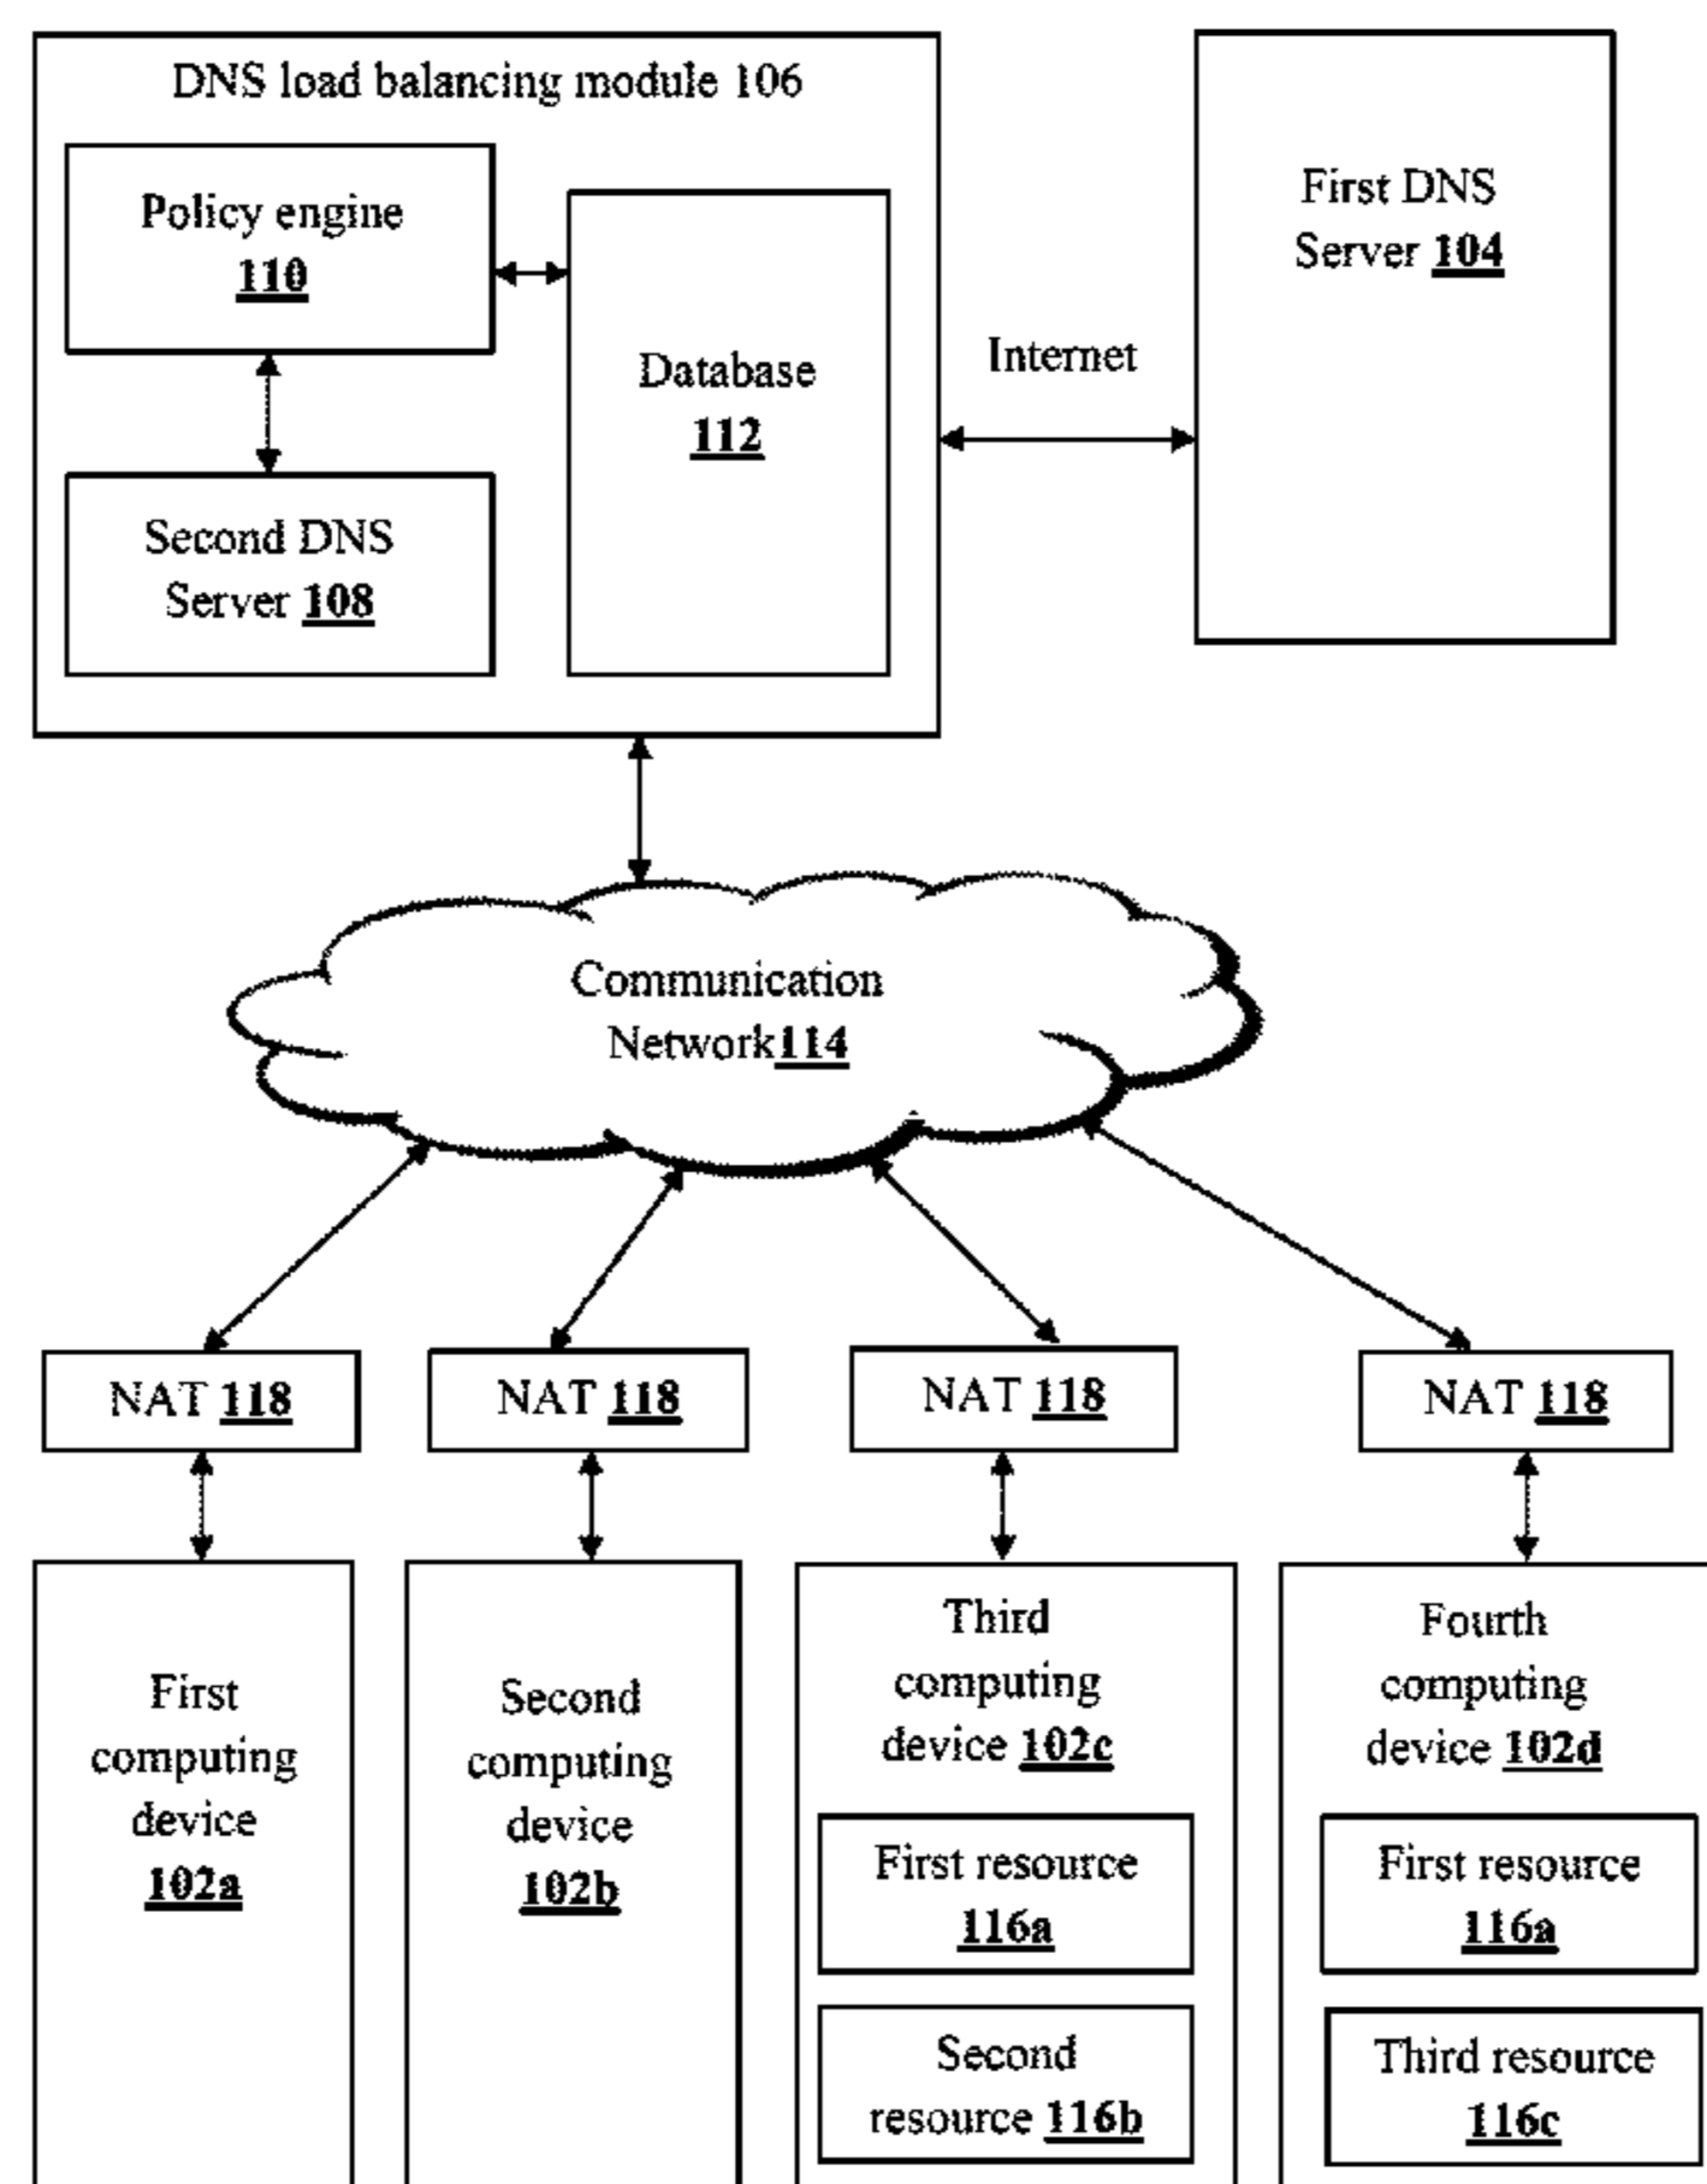 DNS load balancing module 106
Policy engine
110
Database
112
Second DNS
Server 108
Internet
First DNS
Server 104
Communication
Network114
NAT 118
NAT 118
NAT 118
NAT 118
First
computing
device
102a
Second
computing
device
102b
Third
computing
device 102c
First resource
116a
Second
resource 116b
Fourth
computing
device 102d
First resource
116a
Third resource
116c